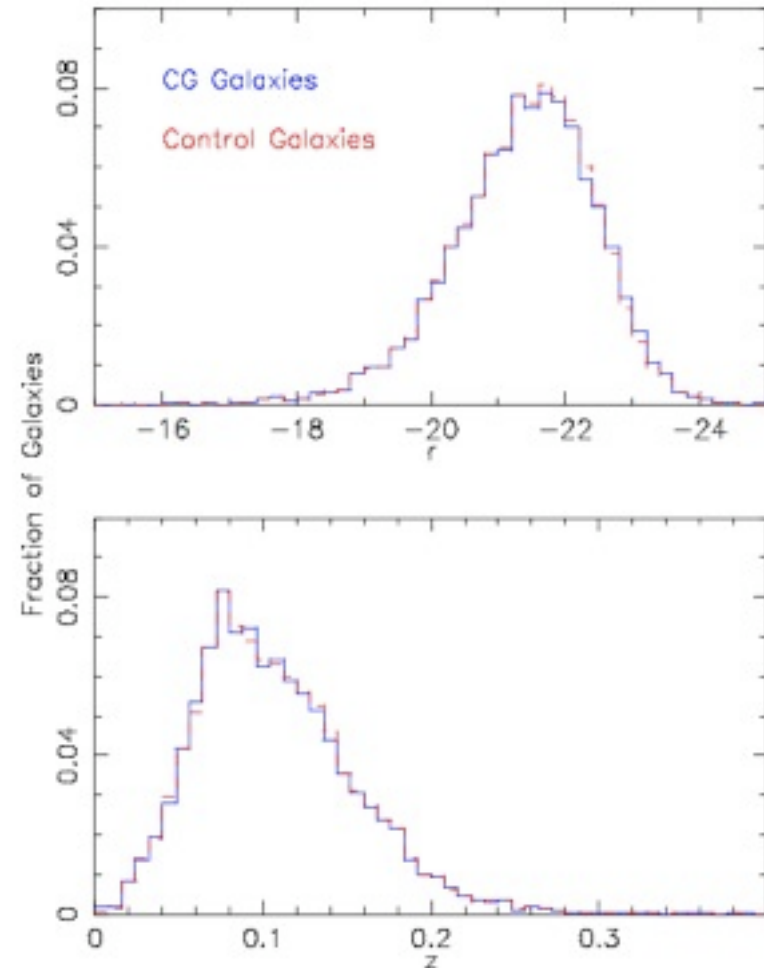 CG Galaxies
Control Galaxies
0.08
0.04
0
−16 −18 −20 −22 −24
r
Fraction of Galaxies
0.08
0.04
0
0 0.1 0.2 0.3
z